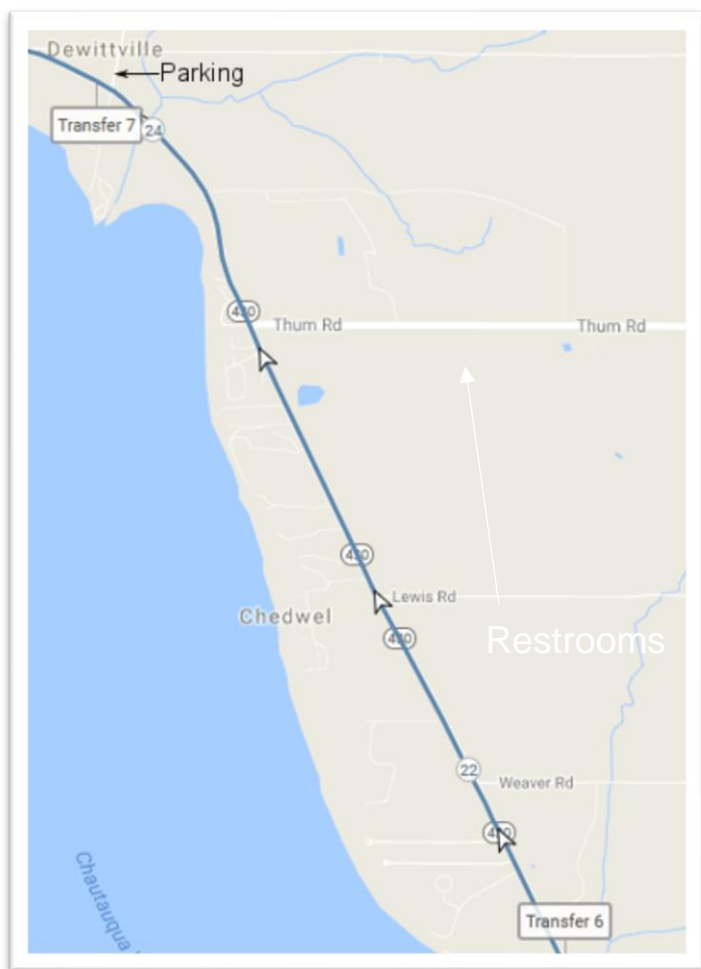 Dewittville
Parking
Transfer 7
24
430
Thum Rd
Thum Rd
430
Lewis Rd
Chedwel
430
Restrooms
22
Weaver Rd
430
Chautauqua
Transfer 6